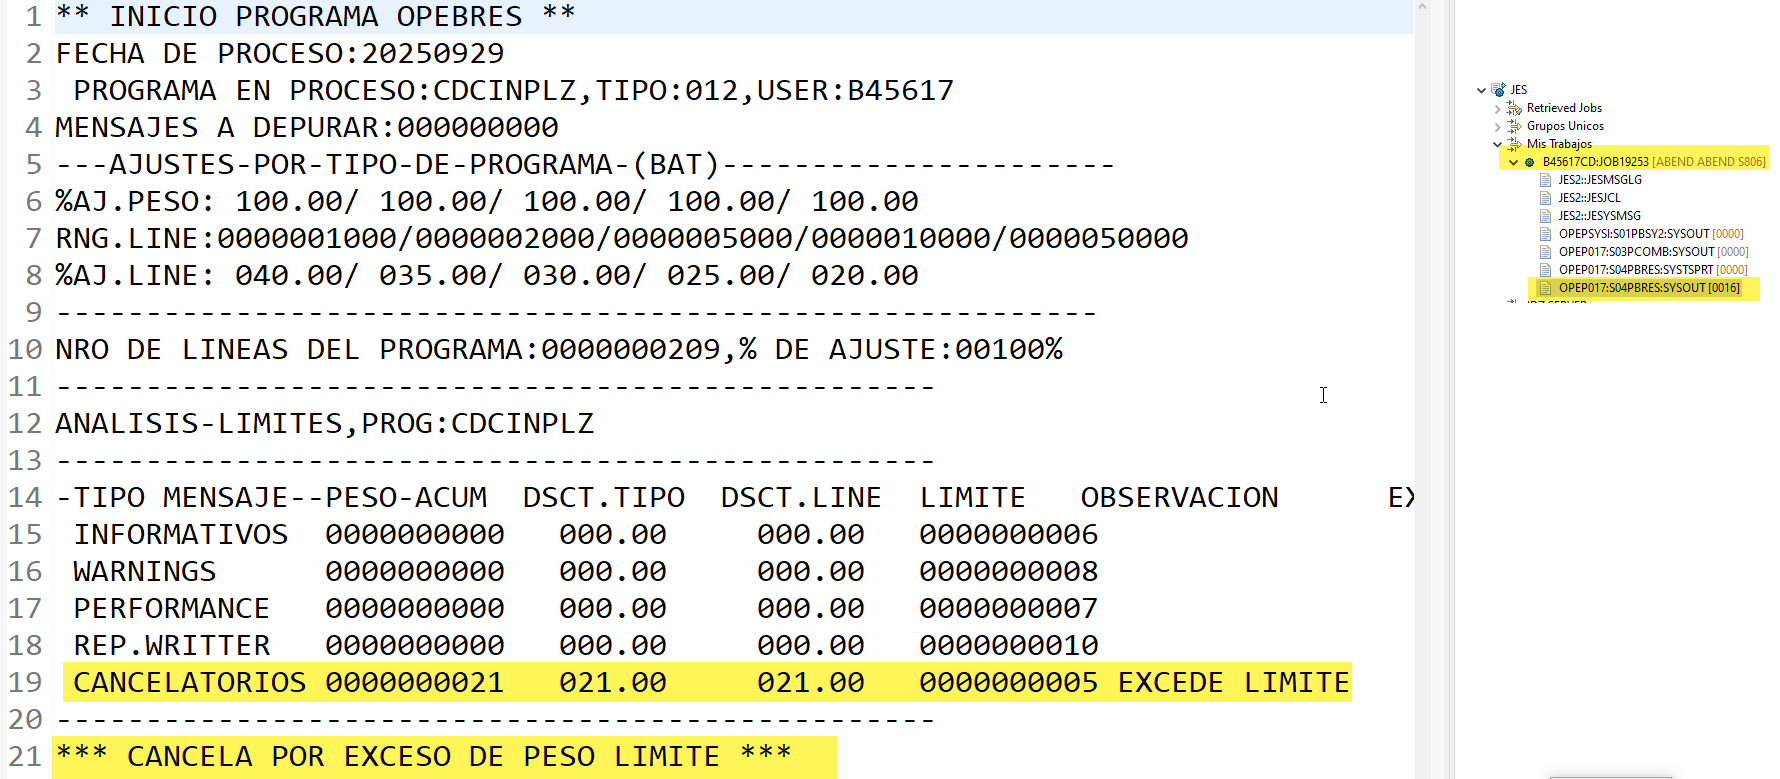 1 ** INICIO PROGRAMA OPEBRES **
2 FECHA DE PROCESO:20250929
3  PROGRAMA EN PROCESO:CDCINPLZ,TIPO:012,USER:B45617
4 MENSAJES A DEPURAR:000000000
5 ---AJUSTES-POR-TIPO-DE-PROGRAMA-(BAT)----------------------
6 %AJ.PESO: 100.00/ 100.00/ 100.00/ 100.00/ 100.00
7 RNG.LINE:0000001000/0000002000/0000005000/0000010000/0000050000
8 %AJ.LINE: 040.00/ 035.00/ 030.00/ 025.00/ 020.00
9 ----------------------------------------------------------
10 NRO DE LINEAS DEL PROGRAMA:0000000209,% DE AJUSTE:00100%
11 -------------------------------------------------
12 ANALISIS-LIMITES,PROG:CDCINPLZ
13 -------------------------------------------------
14 -TIPO MENSAJE--PESO-ACUM  DSCT.TIPO  DSCT.LINE  LIMITE   OBSERVACION      EX
15  INFORMATIVOS  0000000000   000.00     000.00   0000000006
16  WARNINGS      0000000000   000.00     000.00   0000000008
17  PERFORMANCE   0000000000   000.00     000.00   0000000007
18  REP.WRITTER   0000000000   000.00     000.00   0000000010
19  CANCELATORIOS 0000000021   021.00     021.00   0000000005 EXCEDE LIMITE
20 -------------------------------------------------
21 *** CANCELA POR EXCESO DE PESO LIMITE ***
JES
Retrieved Jobs
Grupos Unicos
Mis Trabajos
B45617CD:JOB19253 [ABEND ABEND S806]
JES2::JESMSGLG
JES2::JESJCL
JES2::JESYSMSG
OPEPSYSI:S01PBSY2:SYSOUT [0000]
OPEP017:S03PCOMB:SYSOUT [0000]
OPEP017:S04PBRES:SYSTSPRT [0000]
OPEP017:S04PBRES:SYSOUT [0016]